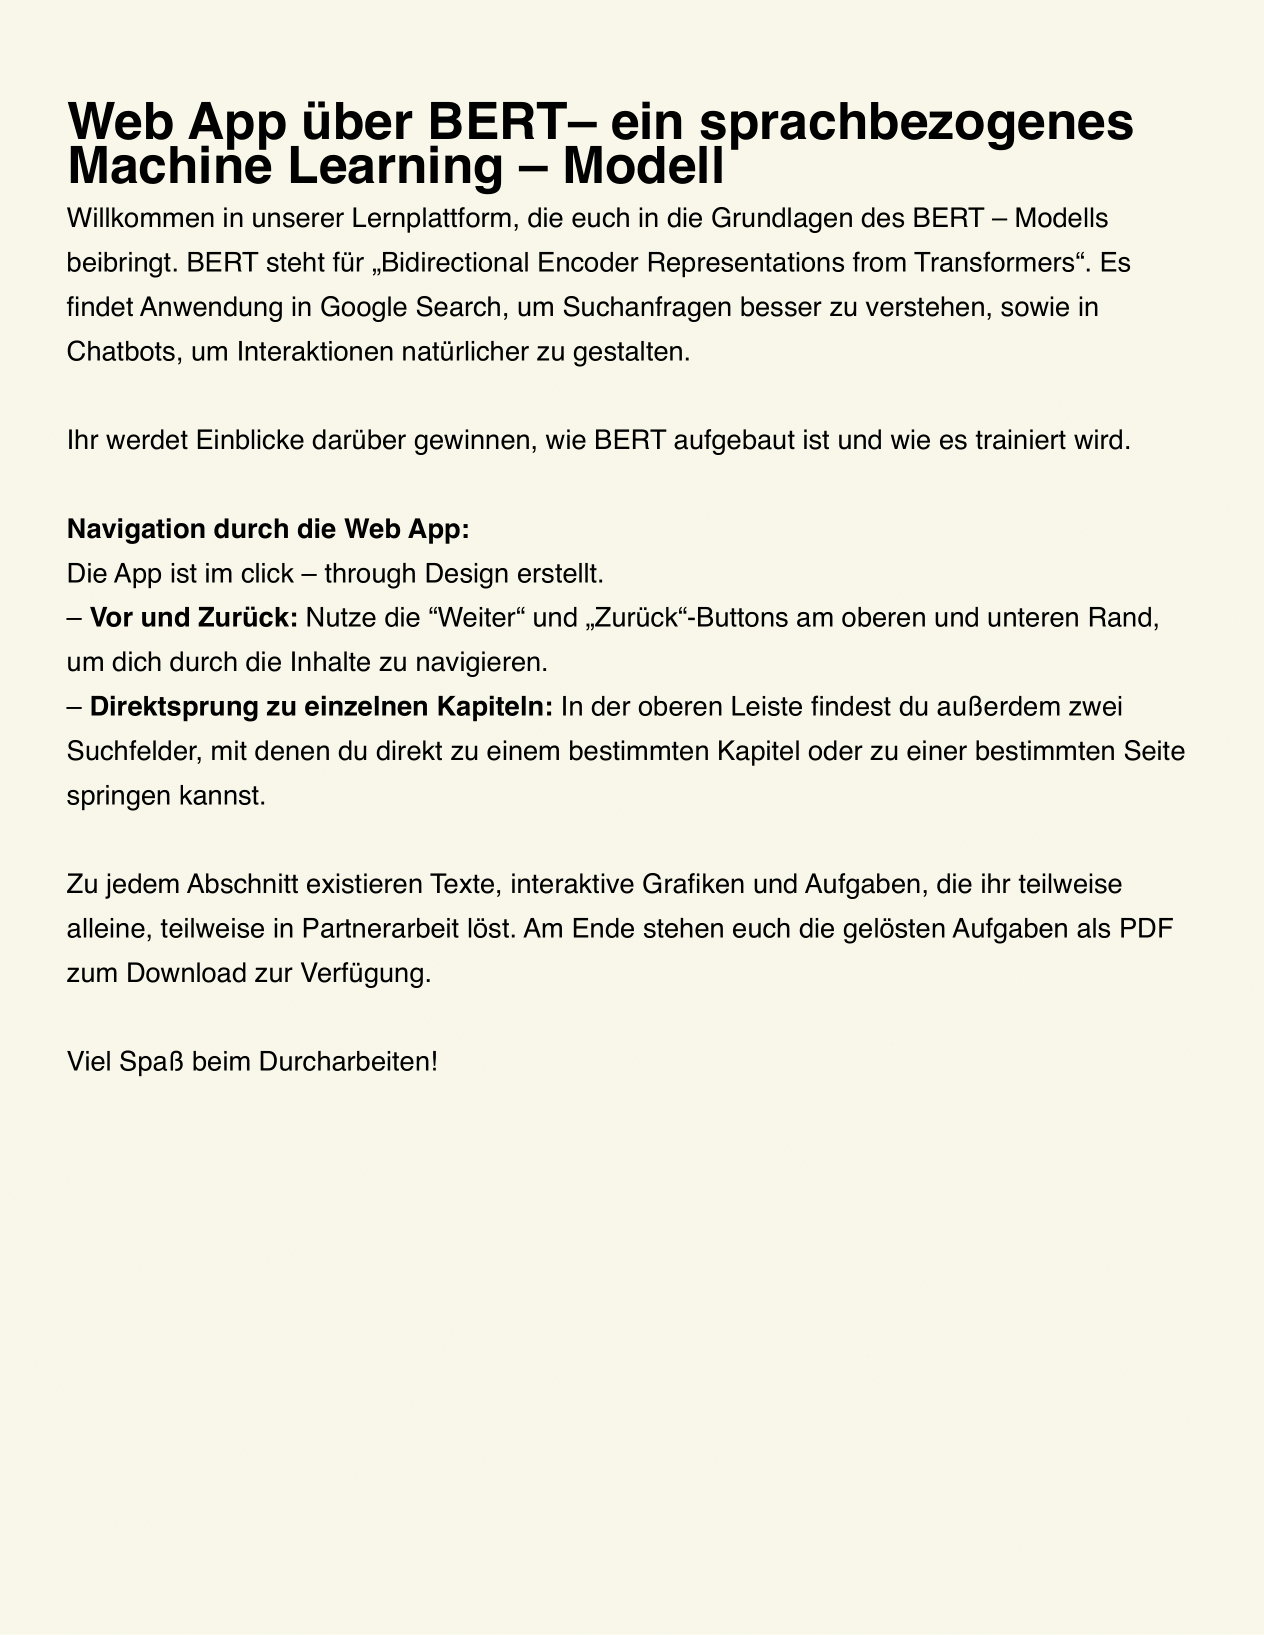 Web App über BERT– ein sprachbezogenes
Machine Learning – Modell
Willkommen in unserer Lernplattform, die euch in die Grundlagen des BERT – Modells
beibringt. BERT steht für „Bidirectional Encoder Representations from Transformers“. Es
findet Anwendung in Google Search, um Suchanfragen besser zu verstehen, sowie in
Chatbots, um Interaktionen natürlicher zu gestalten.
Ihr werdet Einblicke darüber gewinnen, wie BERT aufgebaut ist und wie es trainiert wird.
Navigation durch die Web App:
Die App ist im click – through Design erstellt.
– Vor und Zurück: Nutze die “Weiter“ und „Zurück“-Buttons am oberen und unteren Rand,
um dich durch die Inhalte zu navigieren.
– Direktsprung zu einzelnen Kapiteln: In der oberen Leiste findest du außerdem zwei
Suchfelder, mit denen du direkt zu einem bestimmten Kapitel oder zu einer bestimmten Seite
springen kannst.
Zu jedem Abschnitt existieren Texte, interaktive Grafiken und Aufgaben, die ihr teilweise
alleine, teilweise in Partnerarbeit löst. Am Ende stehen euch die gelösten Aufgaben als PDF
zum Download zur Verfügung.
Viel Spaß beim Durcharbeiten!